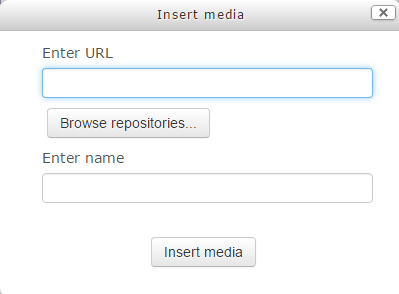 Insert media
Enter URL
Browse repositories...
Enter name
Insert media